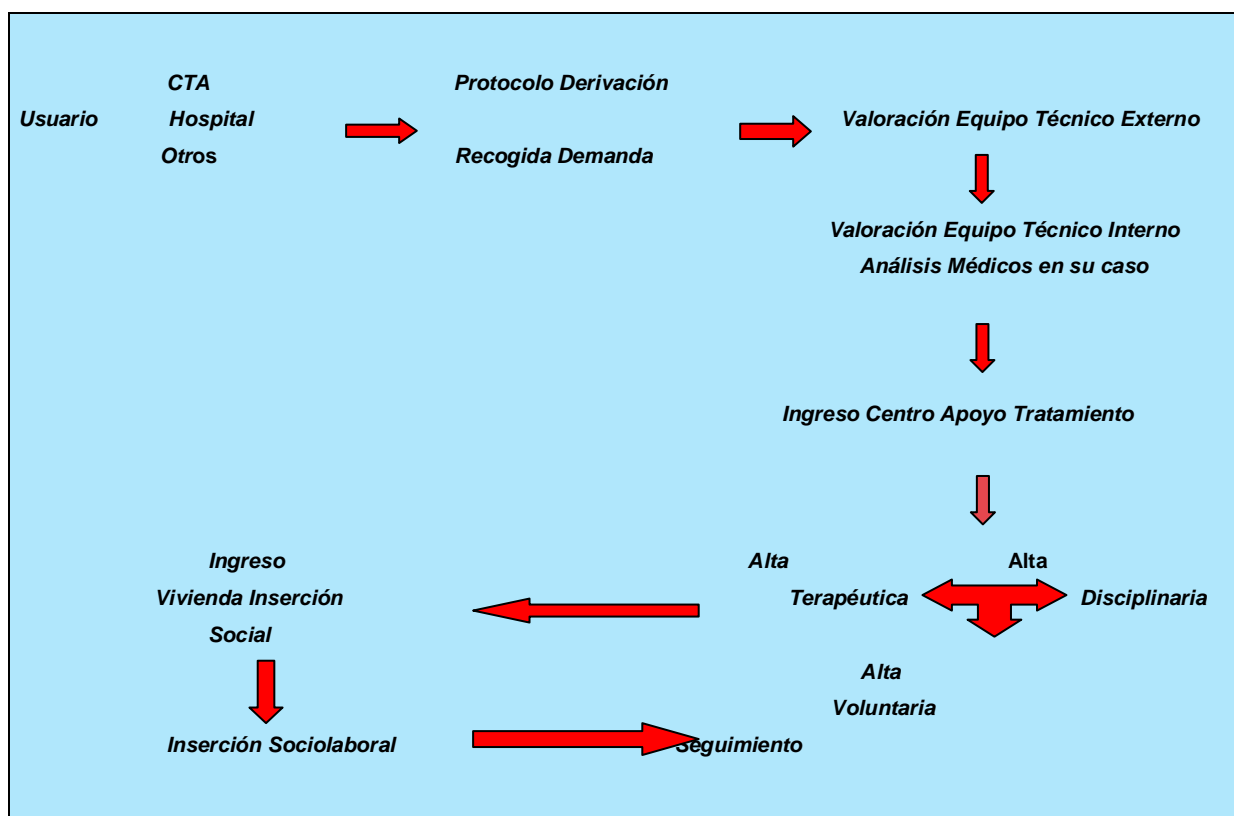 CTA
Usuario Hospital
Otros
Protocolo Derivación
Recogida Demanda
Valoración Equipo Técnico Externo
Valoración Equipo Técnico Interno
Análisis Médicos en su caso
Ingreso Centro Apoyo Tratamiento
Alta
Terapéutica
Alta
Disciplinaria
Alta
Voluntaria
Ingreso
Vivienda Inserción
Social
Inserción Sociolaboral
Seguimiento